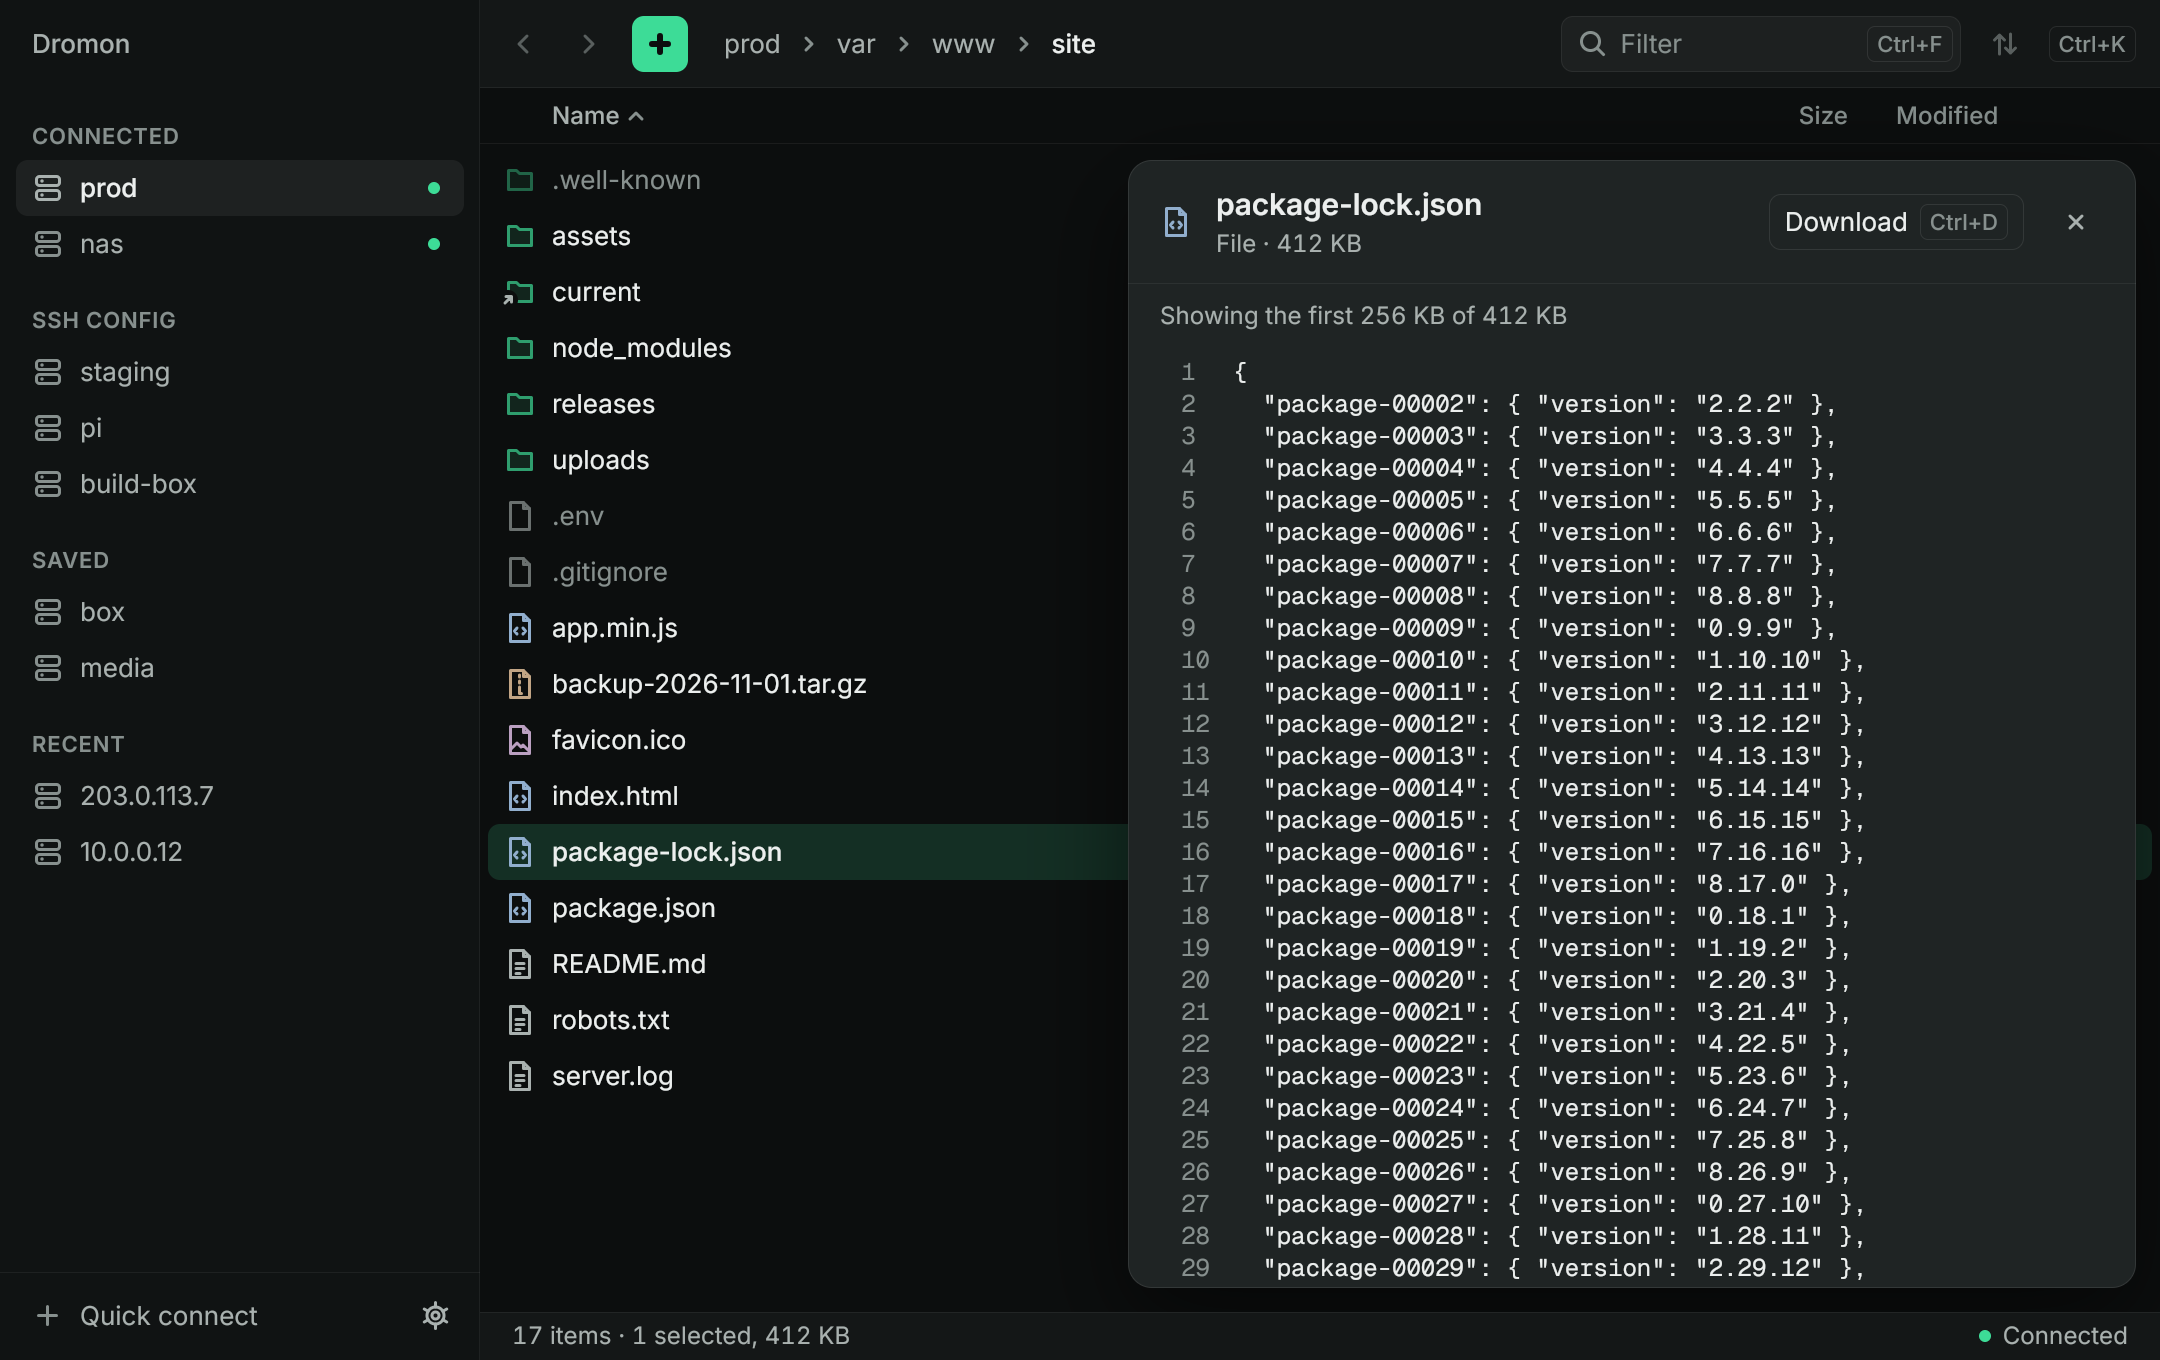 Dromon
CONNECTED
prod
nas
SSH CONFIG
staging
pi
build-box
SAVED
box
media
RECENT
203.0.113.7
10.0.0.12
Quick connect
prod > var > www > site
Filter Ctrl+F
Ctrl+K
Name Size Modified
.well-known
assets
current
node_modules
releases
uploads
.env
.gitignore
app.min.js
backup-2026-11-01.tar.gz
favicon.ico
index.html
package-lock.json
package.json
README.md
robots.txt
server.log
package-lock.json
File · 412 KB
Download Ctrl+D
Showing the first 256 KB of 412 KB
1 {
2 "package-00002": { "version": "2.2.2" },
3 "package-00003": { "version": "3.3.3" },
4 "package-00004": { "version": "4.4.4" },
5 "package-00005": { "version": "5.5.5" },
6 "package-00006": { "version": "6.6.6" },
7 "package-00007": { "version": "7.7.7" },
8 "package-00008": { "version": "8.8.8" },
9 "package-00009": { "version": "0.9.9" },
10 "package-00010": { "version": "1.10.10" },
11 "package-00011": { "version": "2.11.11" },
12 "package-00012": { "version": "3.12.12" },
13 "package-00013": { "version": "4.13.13" },
14 "package-00014": { "version": "5.14.14" },
15 "package-00015": { "version": "6.15.15" },
16 "package-00016": { "version": "7.16.16" },
17 "package-00017": { "version": "8.17.0" },
18 "package-00018": { "version": "0.18.1" },
19 "package-00019": { "version": "1.19.2" },
20 "package-00020": { "version": "2.20.3" },
21 "package-00021": { "version": "3.21.4" },
22 "package-00022": { "version": "4.22.5" },
23 "package-00023": { "version": "5.23.6" },
24 "package-00024": { "version": "6.24.7" },
25 "package-00025": { "version": "7.25.8" },
26 "package-00026": { "version": "8.26.9" },
27 "package-00027": { "version": "0.27.10" },
28 "package-00028": { "version": "1.28.11" },
29 "package-00029": { "version": "2.29.12" },
17 items · 1 selected, 412 KB
Connected